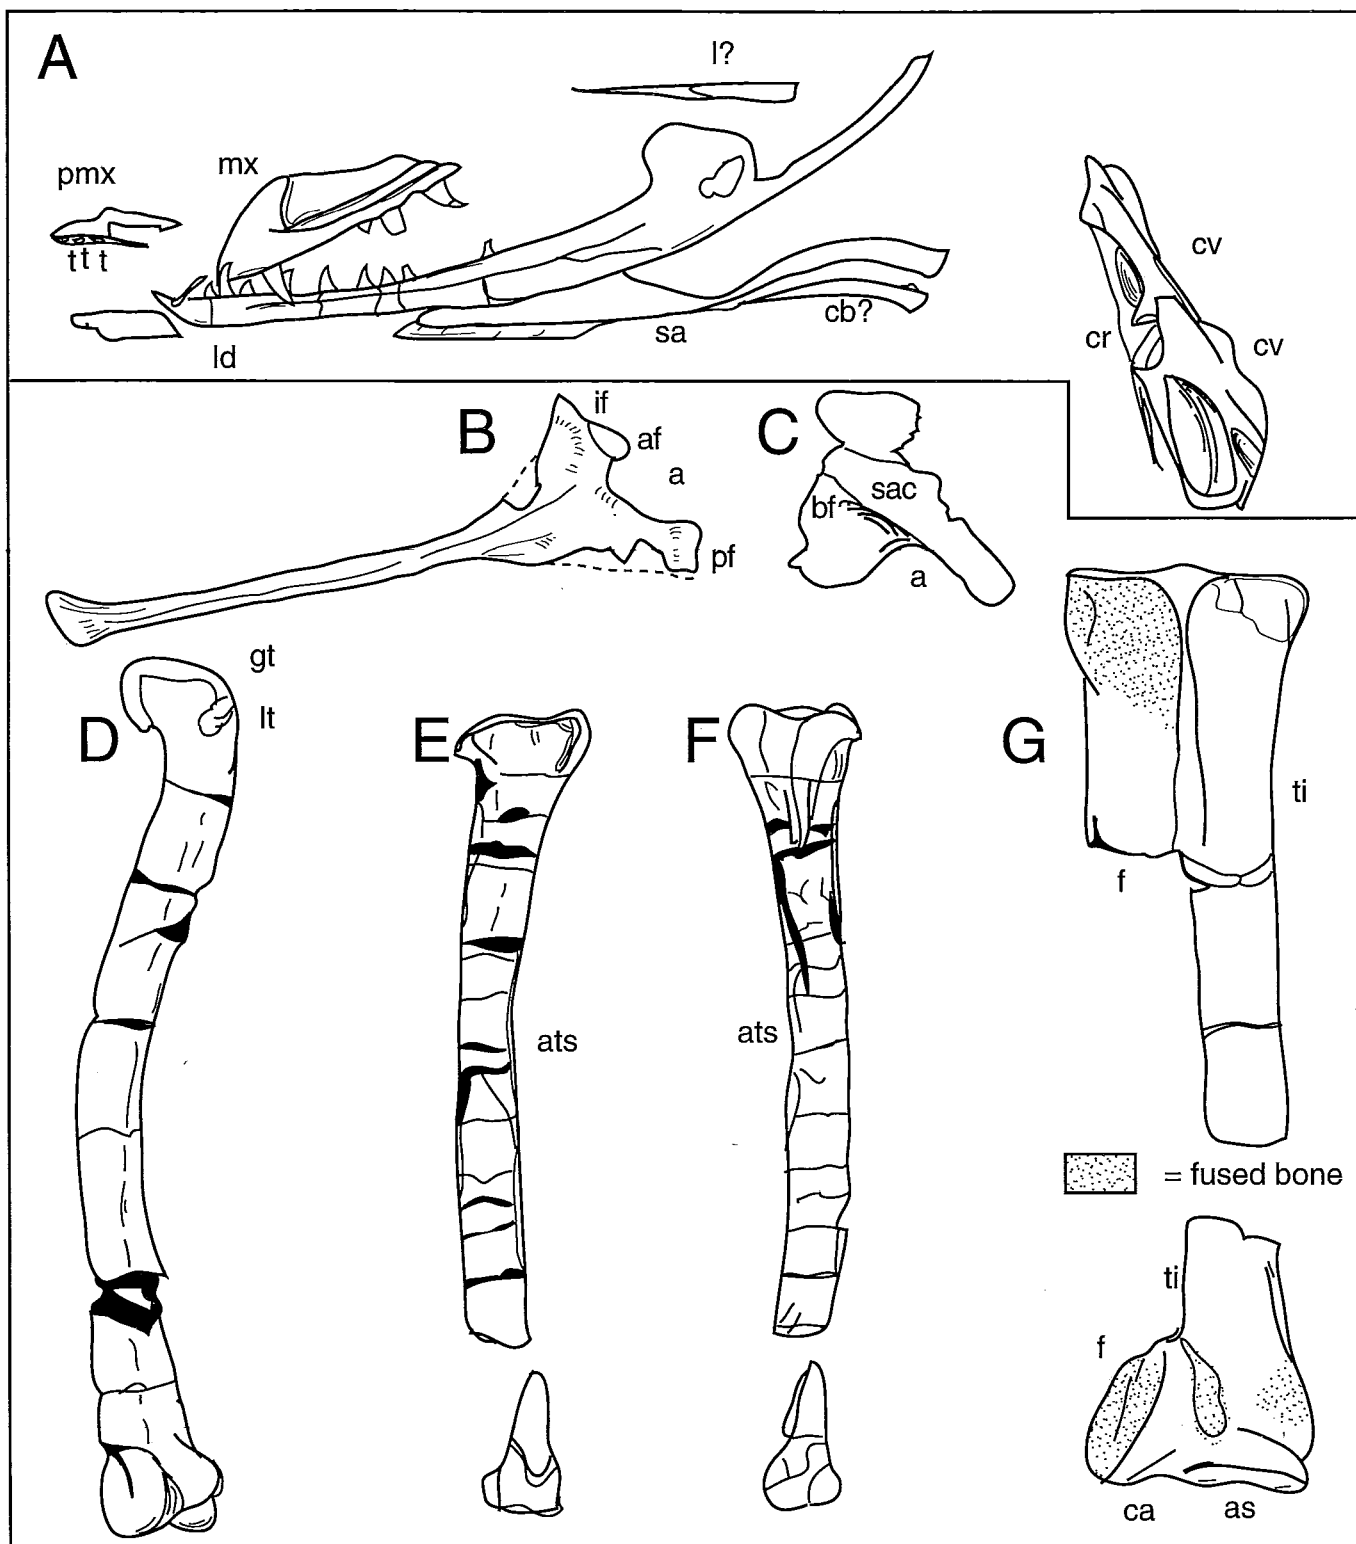 A
l?
mx
pmx
t t t
ld
sa
cb?
cv
cr
cv
B
if
af
a
pf
C
sac
bf
a
gt
lt
D
E
F
G
ti
f
ats
ats
= fused bone
ti
f
ca
as